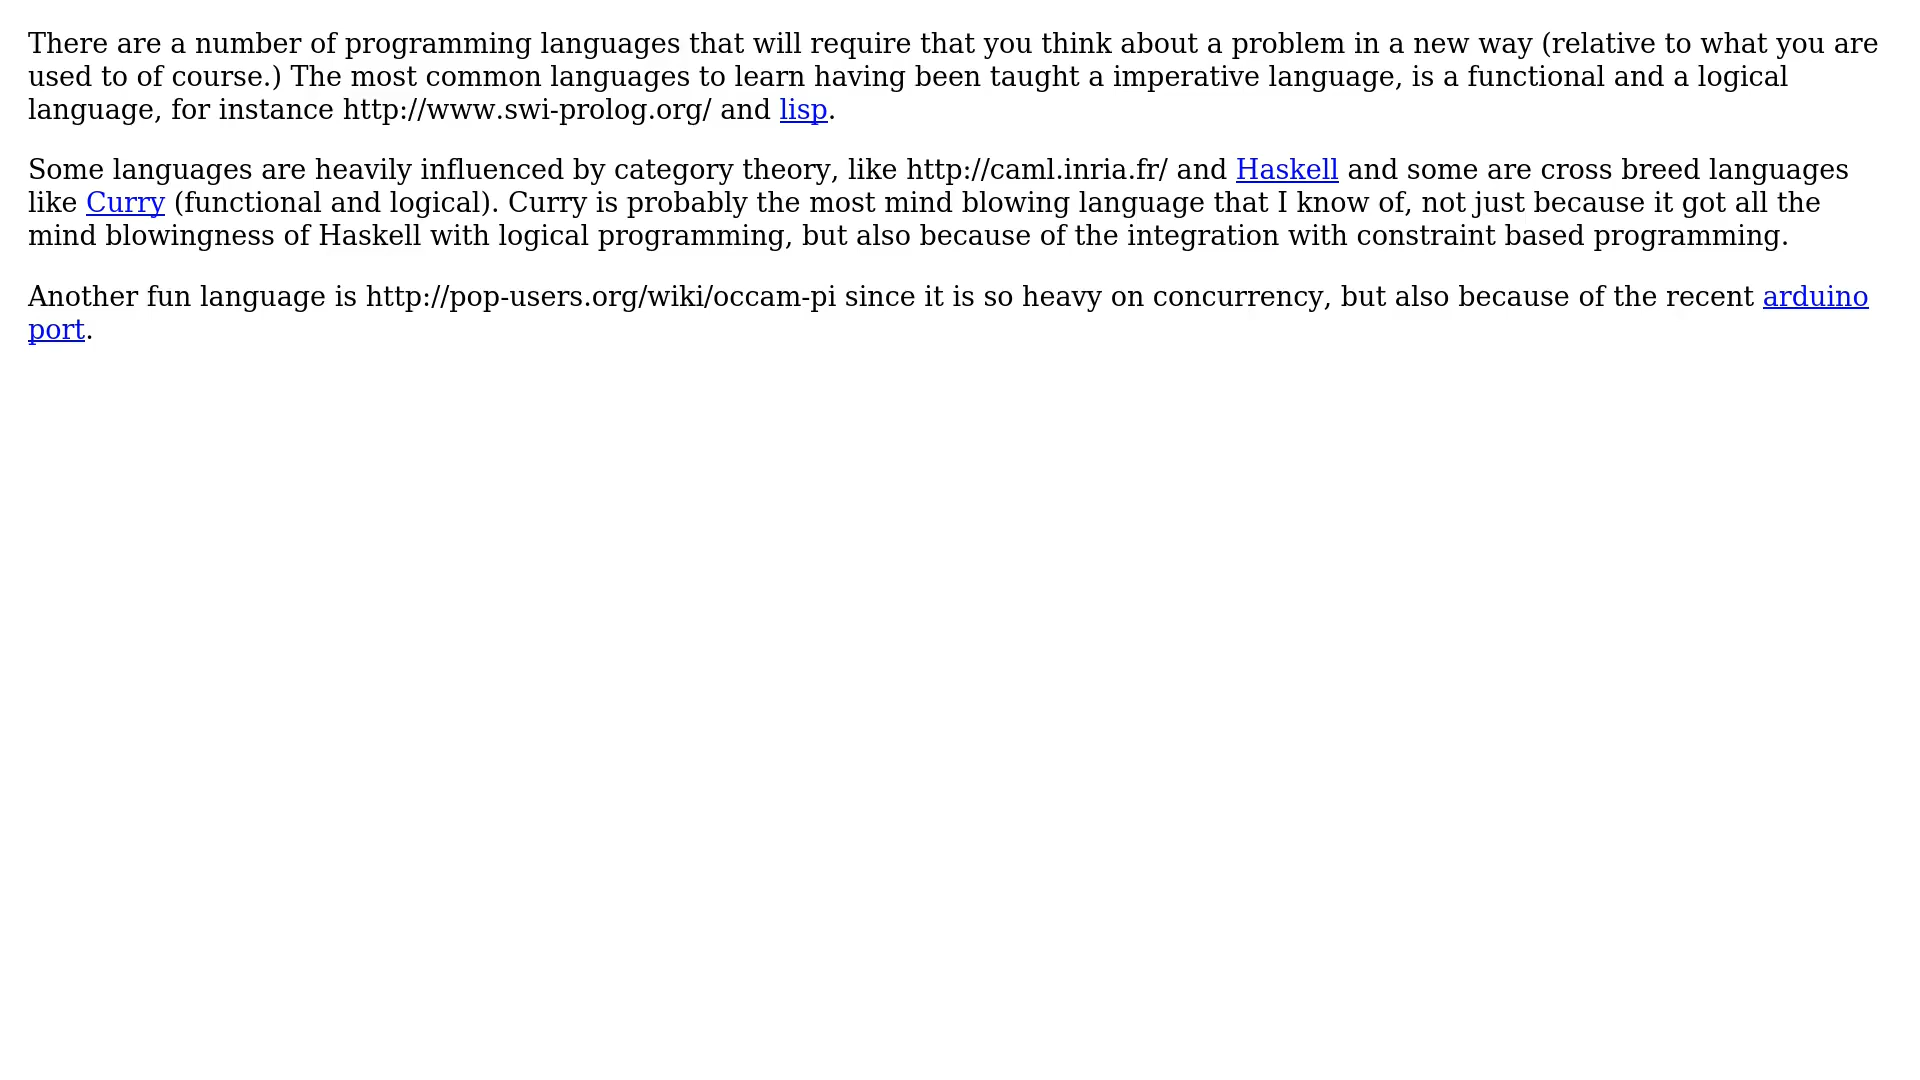 There are a number of programming languages that will require that you think about a problem in a new way (relative to what you are
used to of course.) The most common languages to learn having been taught a imperative language, is a functional and a logical
language, for instance http://www.swi-prolog.org/ and lisp.
Some languages are heavily influenced by category theory, like http://caml.inria.fr/ and Haskell and some are cross breed languages
like Curry (functional and logical). Curry is probably the most mind blowing language that I know of, not just because it got all the
mind blowingness of Haskell with logical programming, but also because of the integration with constraint based programming.
Another fun language is http://pop-users.org/wiki/occam-pi since it is so heavy on concurrency, but also because of the recent arduino
port.